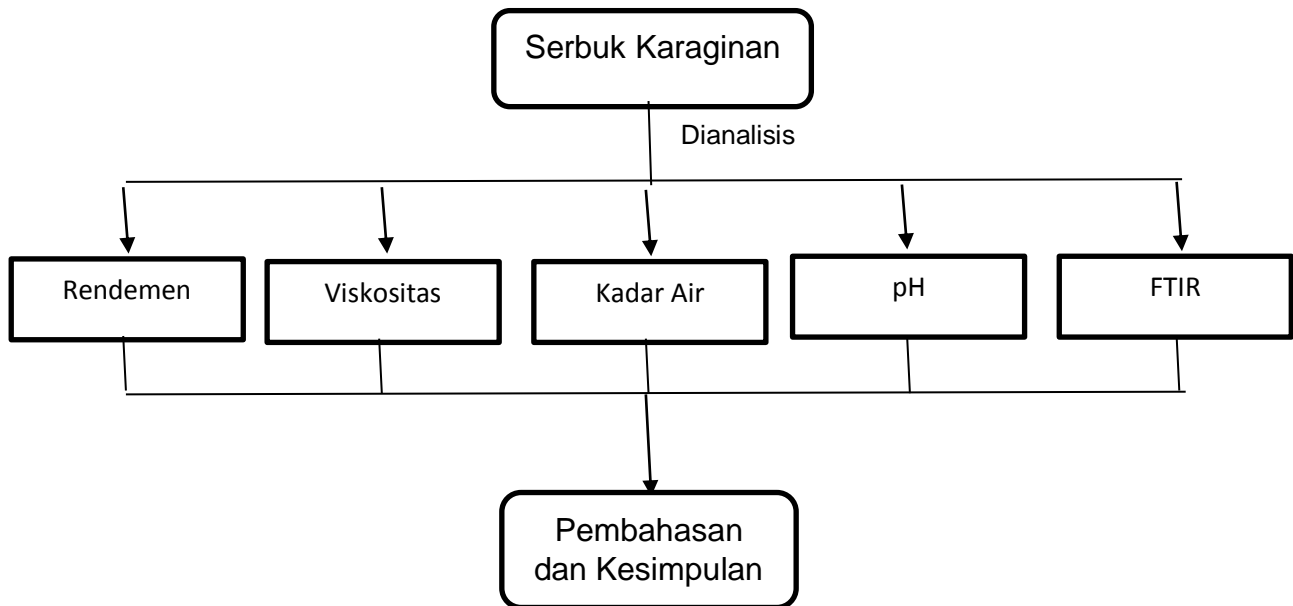 Serbuk Karaginan
Dianalisis
Rendemen
Viskositas
Kadar Air
pH
FTIR
Pembahasan
dan Kesimpulan